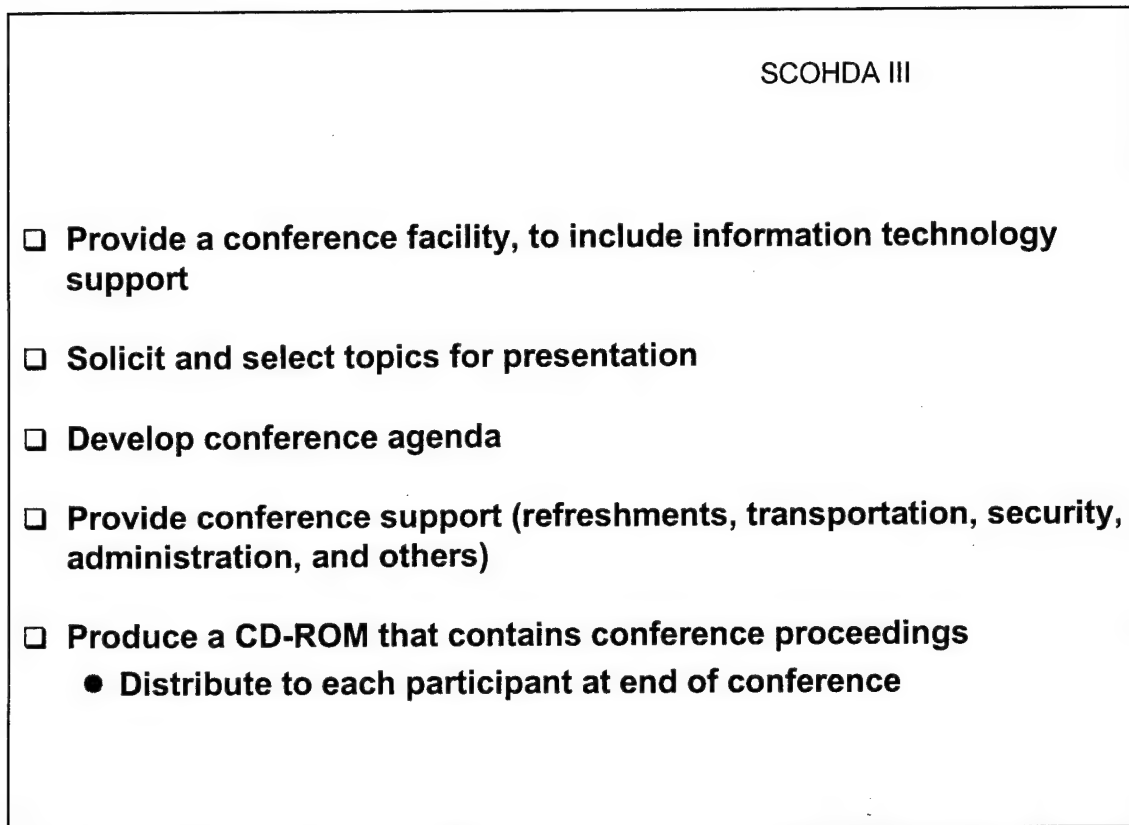 SCOHDA III
❑ Provide a conference facility, to include information technology
support
❑ Solicit and select topics for presentation
❑ Develop conference agenda
❑ Provide conference support (refreshments, transportation, security,
administration, and others)
❑ Produce a CD-ROM that contains conference proceedings
● Distribute to each participant at end of conference